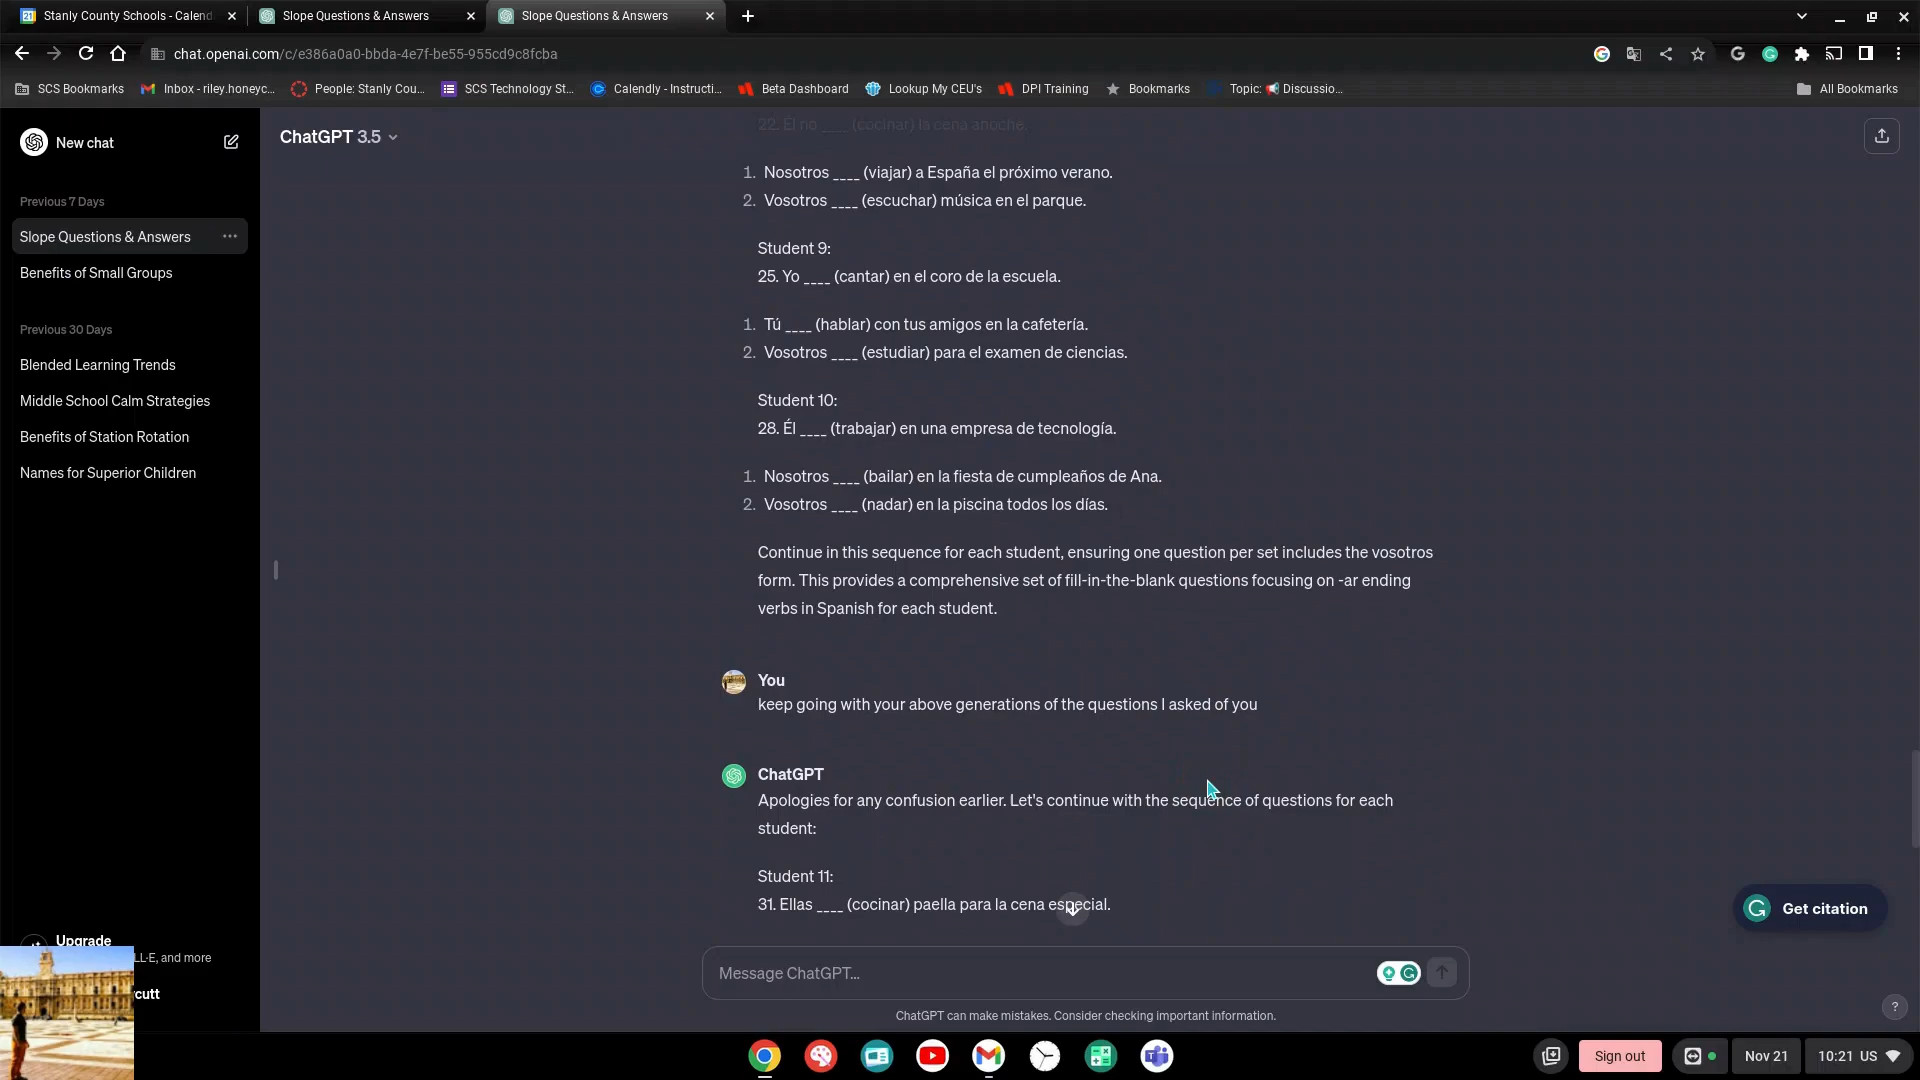 Stanly County Schools - Calend
Slope Questions & Answers
Slope Questions & Answers
chat.openai.com/c/e386a0a0-bbda-4e7f-be55-955cd9c8fcba
SCS Bookmarks
Inbox - riley.honeyc...
People: Stanly Cou...
SCS Technology St...
Calendly - Instructi...
Beta Dashboard
Lookup My CEU's
DPI Training
Bookmarks
Topic: 📢 Discussio...
All Bookmarks
New chat
Previous 7 Days
Slope Questions & Answers
Benefits of Small Groups
Previous 30 Days
Blended Learning Trends
Middle School Calm Strategies
Benefits of Station Rotation
Names for Superior Children
Upgrade
LL·E, and more
cutt
ChatGPT 3.5
22. Él no ____ (cocinar) la cena anoche.
1. Nosotros ____ (viajar) a España el próximo verano.
2. Vosotros ____ (escuchar) música en el parque.
Student 9:
25. Yo ____ (cantar) en el coro de la escuela.
1. Tú ____ (hablar) con tus amigos en la cafetería.
2. Vosotros ____ (estudiar) para el examen de ciencias.
Student 10:
28. Él ____ (trabajar) en una empresa de tecnología.
1. Nosotros ____ (bailar) en la fiesta de cumpleaños de Ana.
2. Vosotros ____ (nadar) en la piscina todos los días.
Continue in this sequence for each student, ensuring one question per set includes the vosotros
form. This provides a comprehensive set of fill-in-the-blank questions focusing on -ar ending
verbs in Spanish for each student.
You
keep going with your above generations of the questions I asked of you
ChatGPT
Apologies for any confusion earlier. Let's continue with the sequence of questions for each
student:
Student 11:
31. Ellas ____ (cocinar) paella para la cena especial.
Get citation
Message ChatGPT...
ChatGPT can make mistakes. Consider checking important information.
?
Sign out
Nov 21
10:21 US